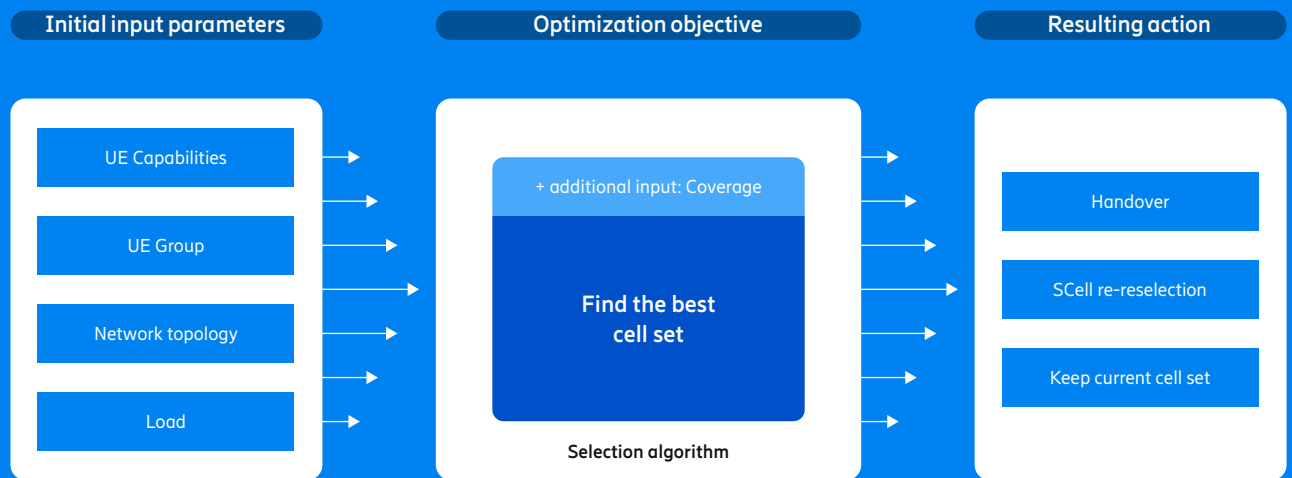 Initial input parameters
Optimization objective
Resulting action
UE Capabilities
UE Group
Network topology
Load
+ additional input: Coverage
Find the best
cell set
Selection algorithm
Handover
SCell re-reselection
Keep current cell set